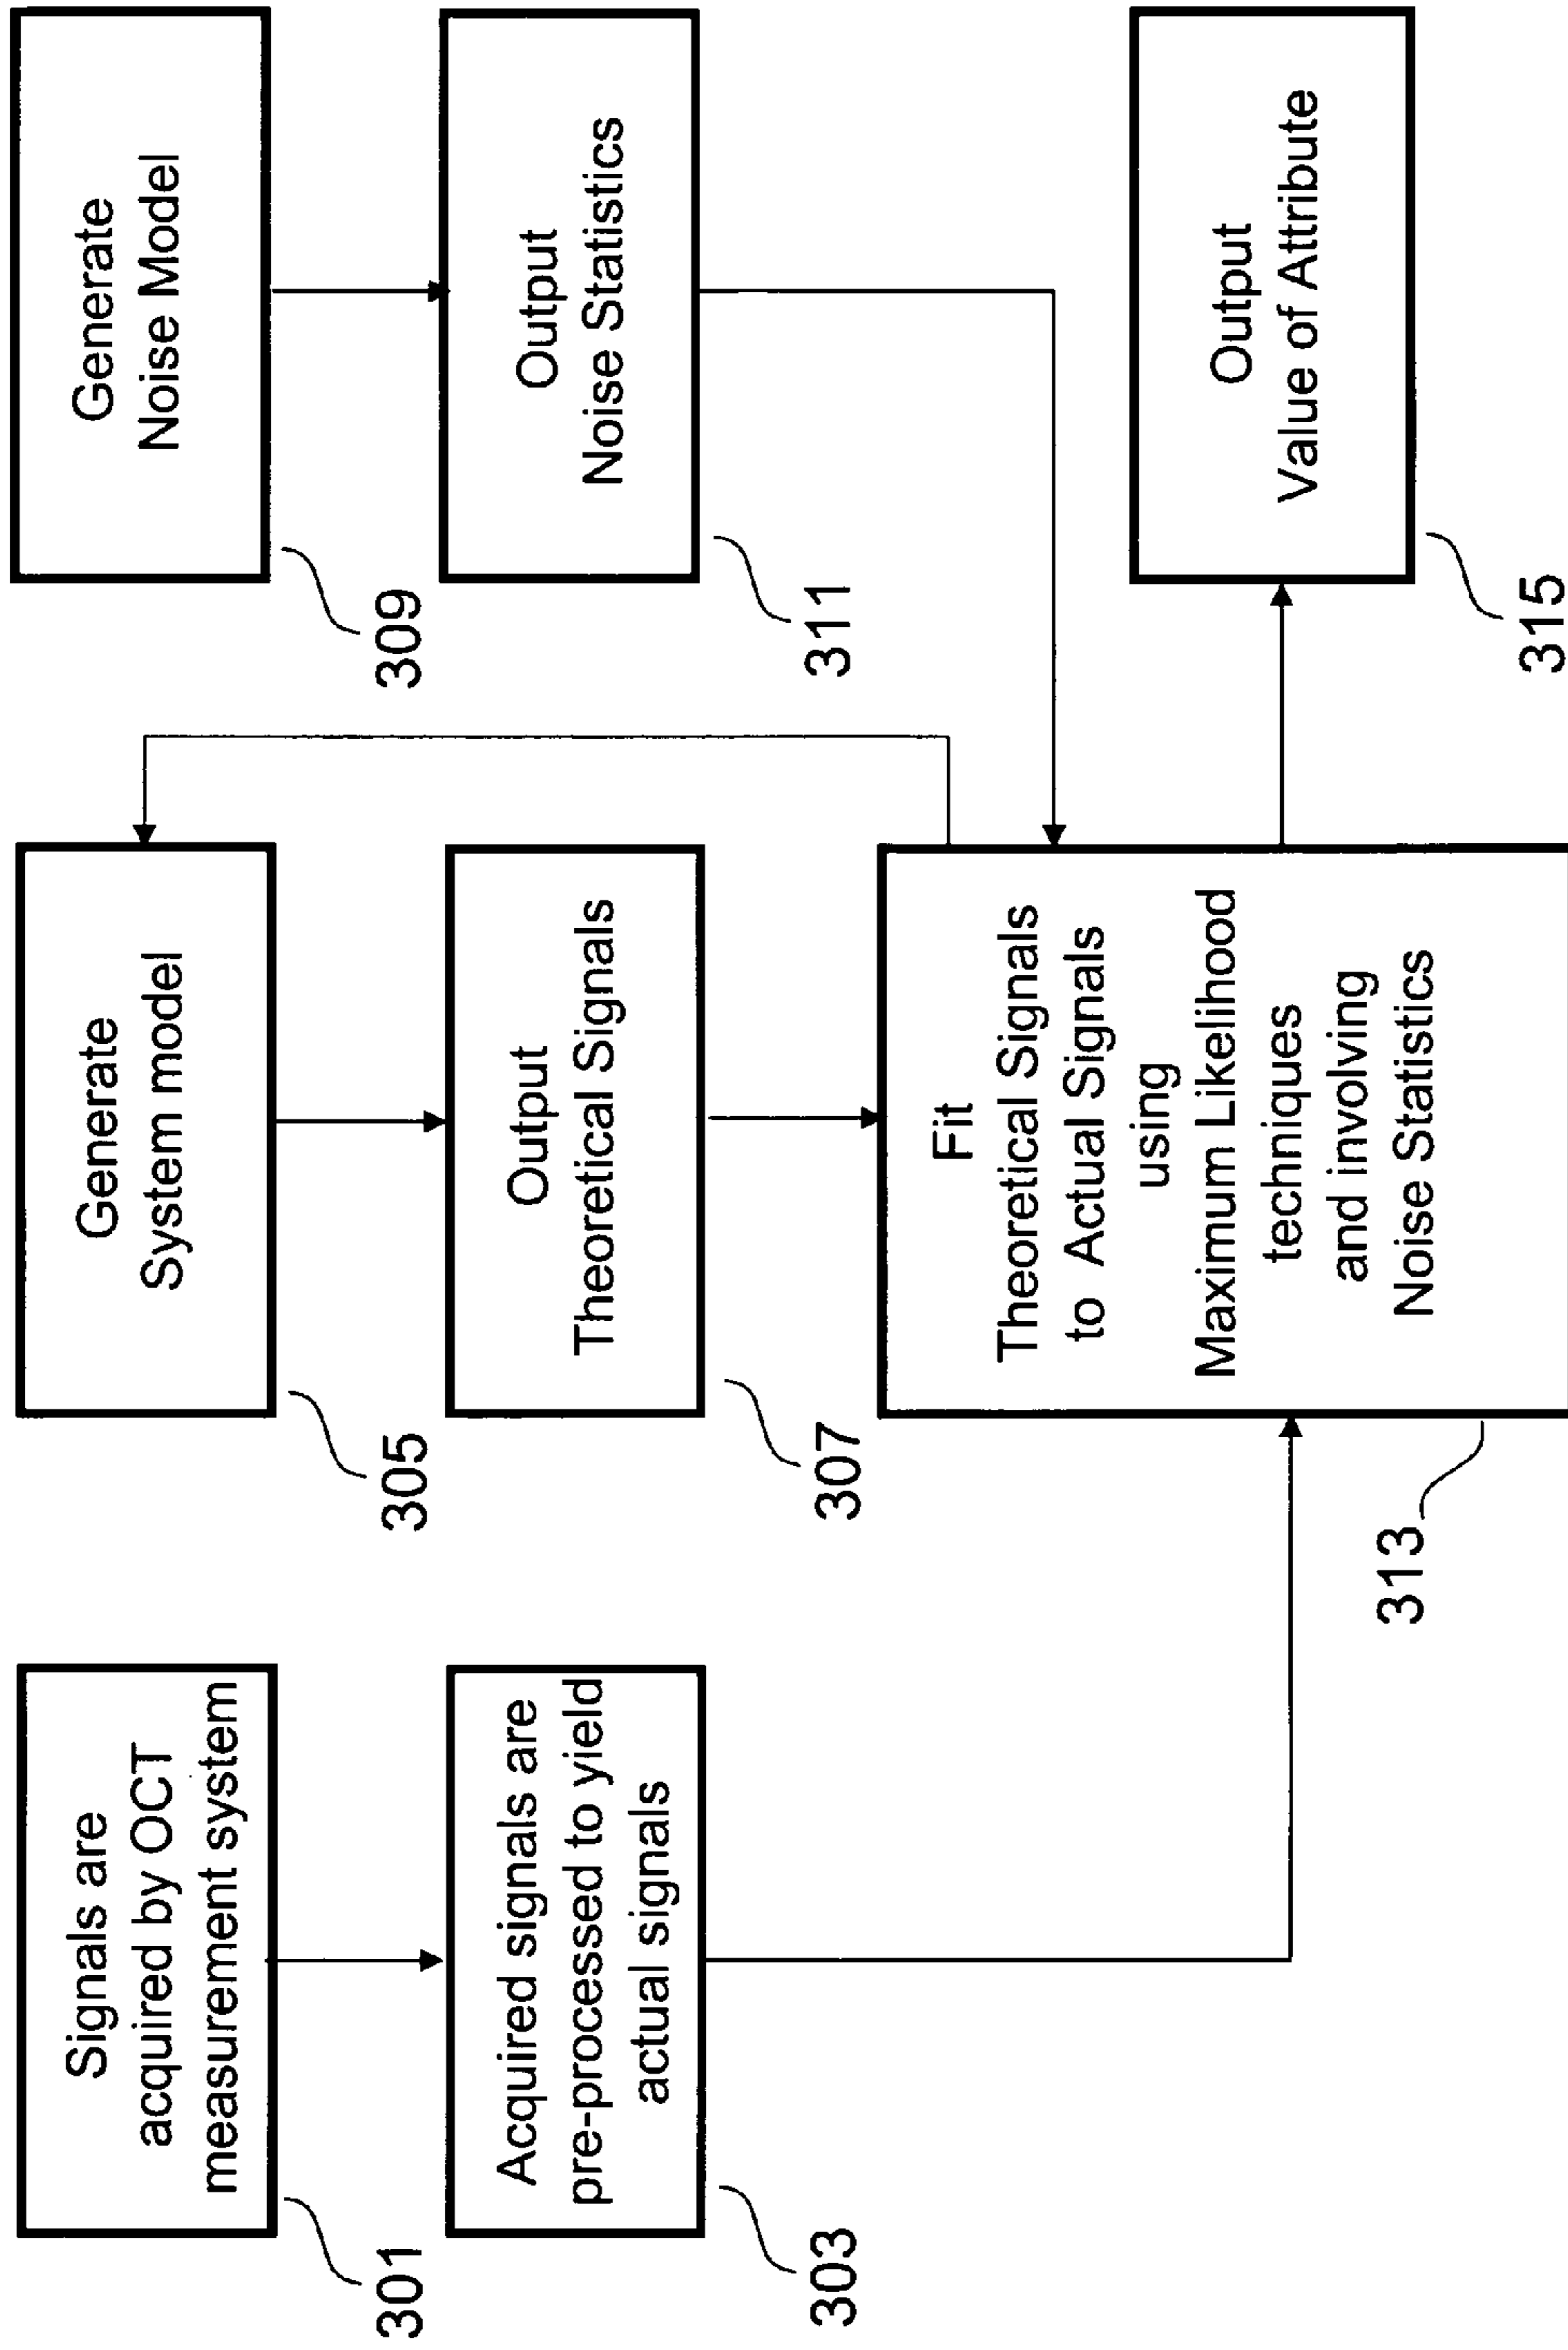 Signals are
acquired by OCT
measurement system
301
Acquired signals are
pre-processed to yield
actual signals
303
Generate
System model
305
Output
Theoretical Signals
307
Generate
Noise Model
309
Output
Noise Statistics
311
Fit
Theoretical Signals
to Actual Signals
using
Maximum Likelihood
techniques
and involving
Noise Statistics
313
Output
Value of Attribute
315